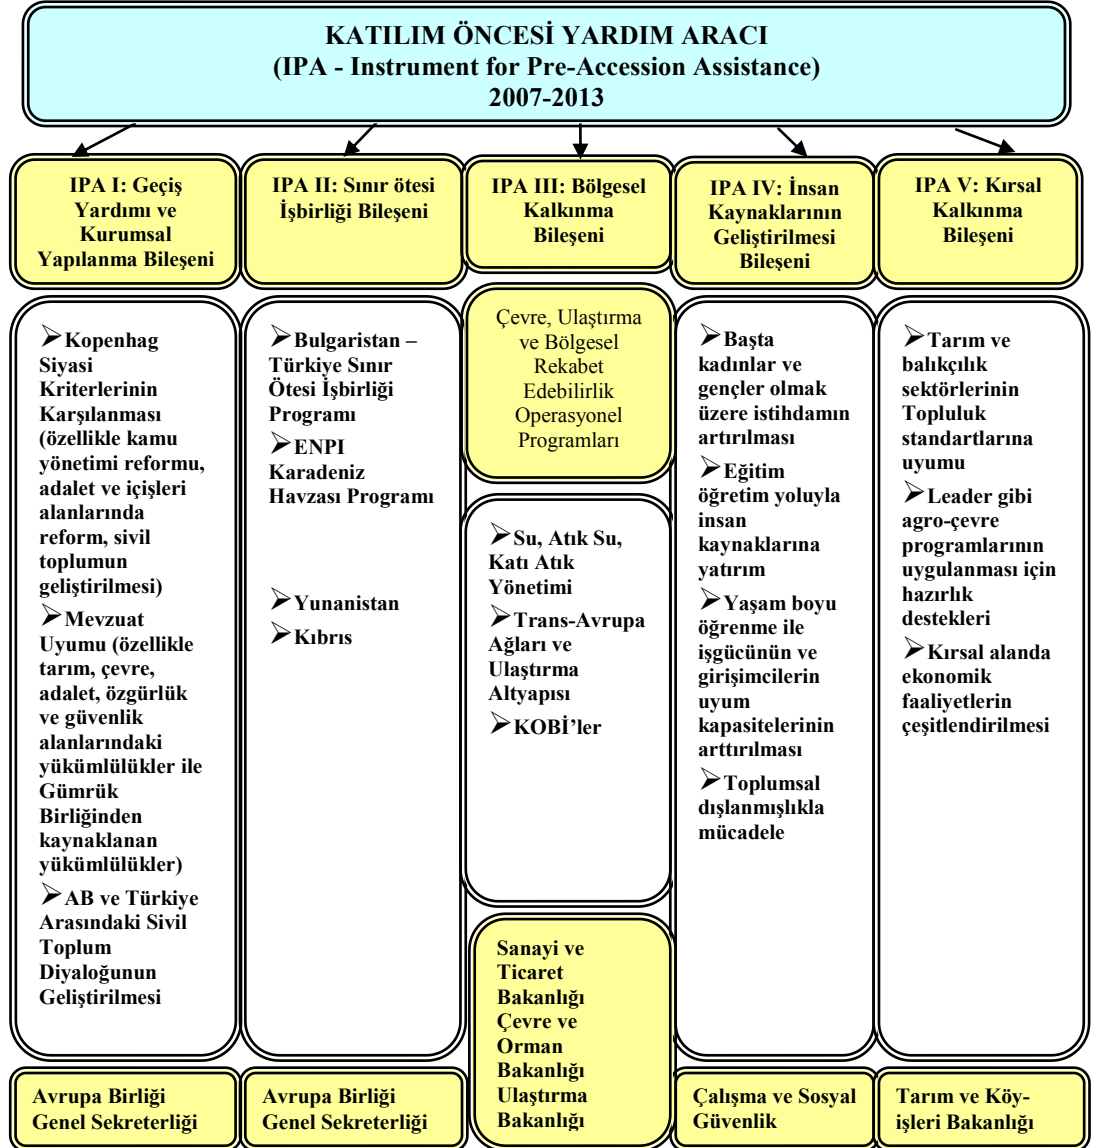 KATILIM ÖNCESİ YARDIM ARACI
(IPA - Instrument for Pre-Accession Assistance)
2007-2013
IPA I: Geçiş
Yardımı ve
Kurumsal
Yapılanma Bileşeni
IPA II: Sınır ötesi
İşbirliği Bileşeni
IPA III: Bölgesel
Kalkınma
Bileşeni
IPA IV: İnsan
Kaynaklarının
Geliştirilmesi
Bileşeni
IPA V: Kırsal
Kalkınma
Bileşeni
➢Kopenhag
Siyasi
Kriterlerinin
Karşılanması
(özellikle kamu
yönetimi reformu,
adalet ve içişleri
alanlarında
reform, sivil
toplumun
geliştirilmesi)
➢Mevzuat
Uyumu (özellikle
tarım, çevre,
adalet, özgürlük
ve güvenlik
alanlarındaki
yükümlülükler ile
Gümrük
Birliğinden
kaynaklanan
yükümlülükler)
➢AB ve Türkiye
Arasındaki Sivil
Toplum
Diyaloğunun
Geliştirilmesi
➢Bulgaristan –
Türkiye Sınır
Ötesi İşbirliği
Programı
➢ENPI
Karadeniz
Havzası Programı
➢Yunanistan
➢Kıbrıs
Çevre, Ulaştırma
ve Bölgesel
Rekabet
Edebilirlik
Operasyonel
Programları
➢Su, Atık Su,
Katı Atık
Yönetimi
➢Trans-Avrupa
Ağları ve
Ulaştırma
Altyapısı
➢KOBİ’ler
➢Başta
kadınlar ve
gençler olmak
üzere istihdamın
artırılması
➢Eğitim
öğretim yoluyla
insan
kaynaklarına
yatırım
➢Yaşam boyu
öğrenme ile
işgücünün ve
girişimcilerin
uyum
kapasitelerinin
arttırılması
➢Toplumsal
dışlanmışlıkla
mücadele
➢Tarım ve
balıkçılık
sektörlerinin
Topluluk
standartlarına
uyumu
➢Leader gibi
agro-çevre
programlarının
uygulanması için
hazırlık
destekleri
➢Kırsal alanda
ekonomik
faaliyetlerin
çeşitlendirilmesi
Avrupa Birliği
Genel Sekreterliği
Avrupa Birliği
Genel Sekreterliği
Sanayi ve
Ticaret
Bakanlığı
Çevre ve
Orman
Bakanlığı
Ulaştırma
Bakanlığı
Çalışma ve Sosyal
Güvenlik
Tarım ve Köy-
işleri Bakanlığı